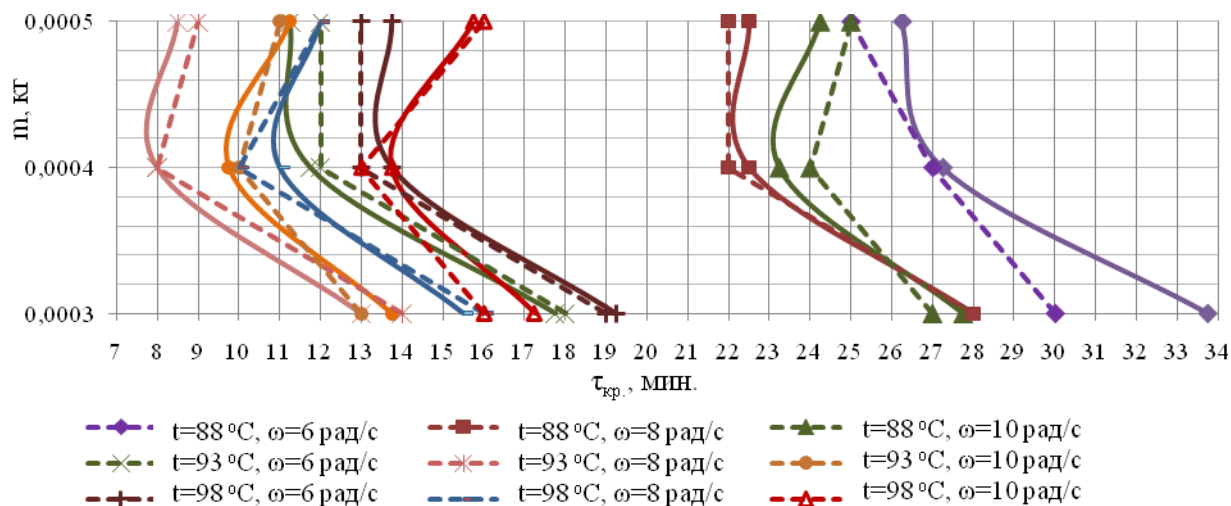 0,0005
m, кг
0,0004
0,0003
7 8 9 10 11 12 13 14 15 16 17 18 19 20 21 22 23 24 25 26 27 28 29 30 31 32 33 34
τкр., мин.
t=88 °C, ω=6 рад/с t=88 °C, ω=8 рад/с t=88 °C, ω=10 рад/с
t=93 °C, ω=6 рад/с t=93 °C, ω=8 рад/с t=93 °C, ω=10 рад/с
t=98 °C, ω=6 рад/с t=98 °C, ω=8 рад/с t=98 °C, ω=10 рад/с